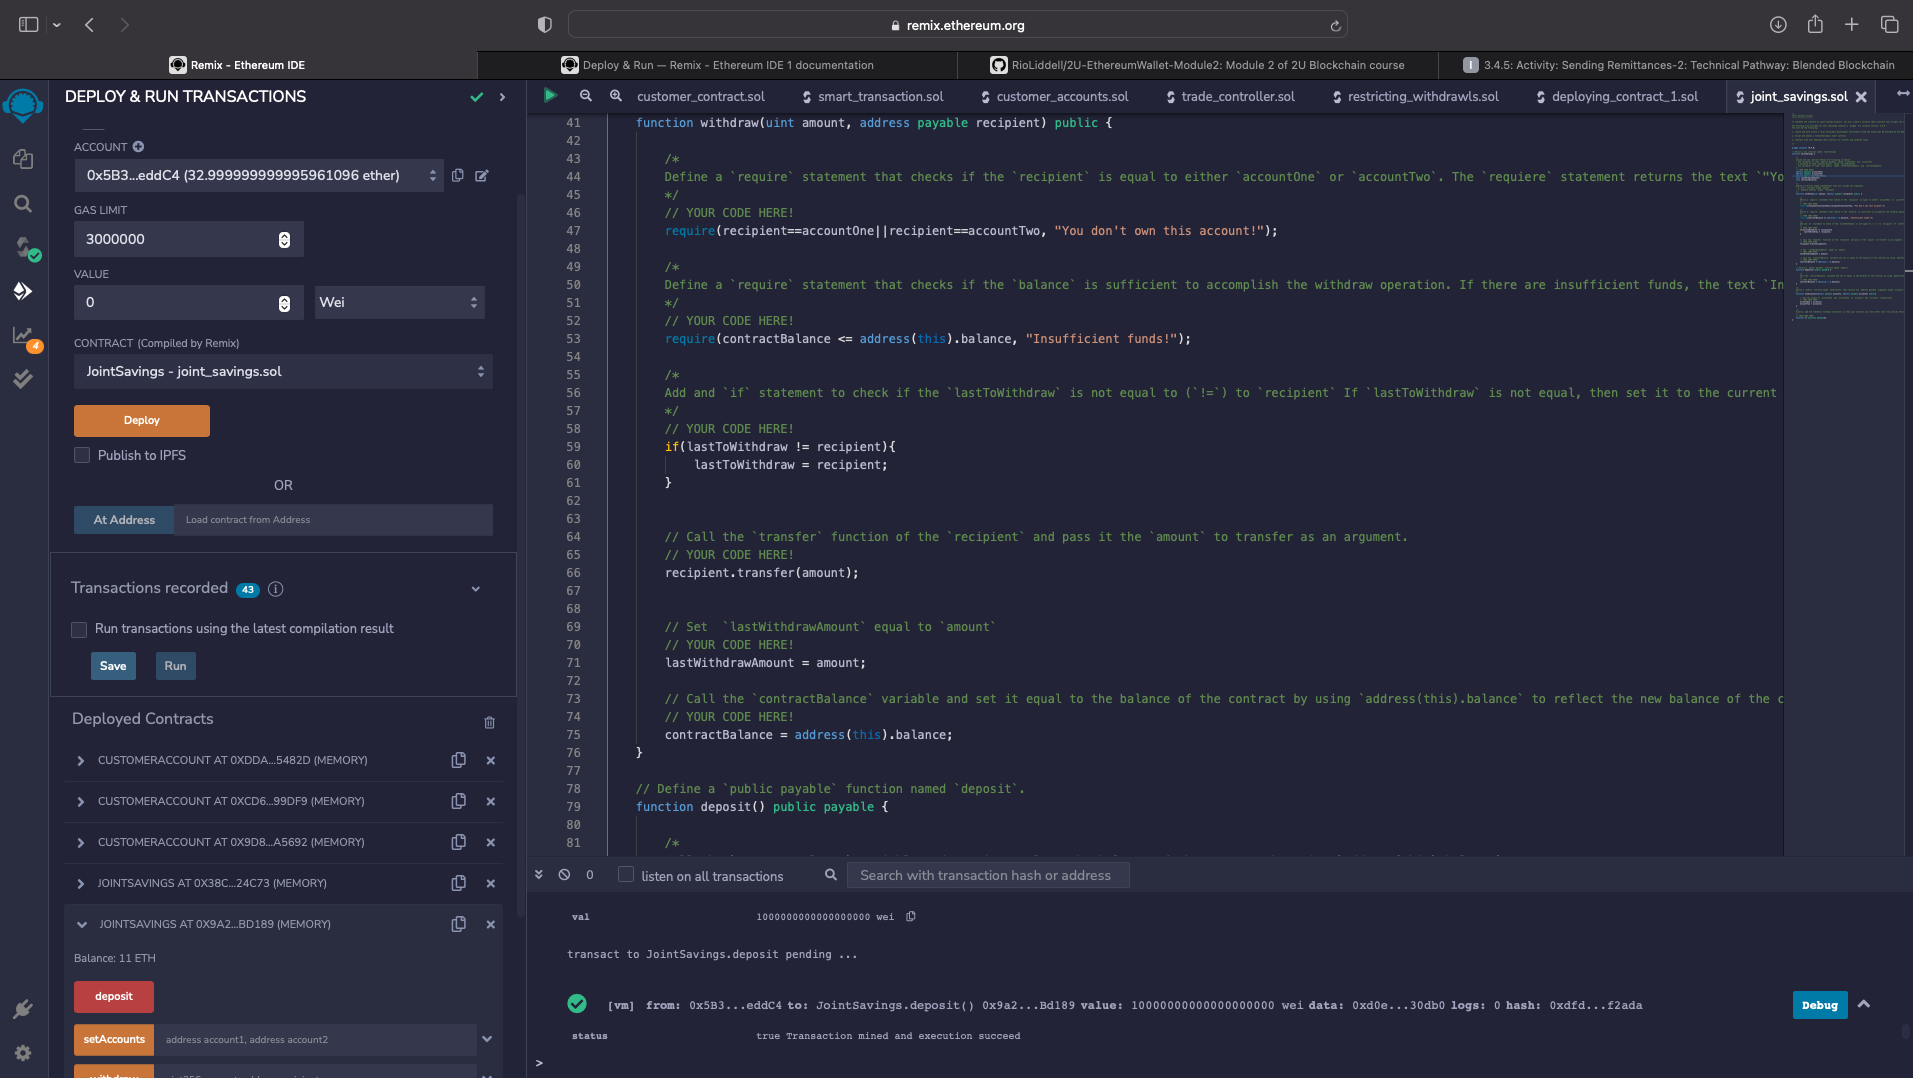 remix.ethereum.org
Remix - Ethereum IDE
Deploy & Run — Remix - Ethereum IDE 1 documentation
RioLiddell/2U-EthereumWallet-Module2: Module 2 of 2U Blockchain course
I 3.4.5: Activity: Sending Remittances-2: Technical Pathway: Blended Blockchain
DEPLOY & RUN TRANSACTIONS
ACCOUNT
0x5B3...eddC4 (32.999999999995961096 ether)
GAS LIMIT
3000000
VALUE
0 Wei
CONTRACT (Compiled by Remix)
JointSavings - joint_savings.sol
Deploy
Publish to IPFS
OR
At Address Load contract from Address
Transactions recorded 43 i
Run transactions using the latest compilation result
Save Run
Deployed Contracts
CUSTOMERACCOUNT AT 0XDDA...5482D (MEMORY)
CUSTOMERACCOUNT AT 0XCD6...99DF9 (MEMORY)
CUSTOMERACCOUNT AT 0X9D8...A5692 (MEMORY)
JOINTSAVINGS AT 0X38C...24C73 (MEMORY)
JOINTSAVINGS AT 0X9A2...BD189 (MEMORY)
Balance: 11 ETH
deposit
setAccounts address account1, address account2
4
customer_contract.sol smart_transaction.sol customer_accounts.sol trade_controller.sol restricting_withdrawls.sol deploying_contract_1.sol joint_savings.sol
41 function withdraw(uint amount, address payable recipient) public {
42
43 /*
44 Define a `require` statement that checks if the `recipient` is equal to either `accountOne` or `accountTwo`. The `requiere` statement returns the text `"Yo
45 */
46 // YOUR CODE HERE!
47 require(recipient==accountOne||recipient==accountTwo, "You don't own this account!");
48
49 /*
50 Define a `require` statement that checks if the `balance` is sufficient to accomplish the withdraw operation. If there are insufficient funds, the text `In
51 */
52 // YOUR CODE HERE!
53 require(contractBalance <= address(this).balance, "Insufficient funds!");
54
55 /*
56 Add and `if` statement to check if the `lastToWithdraw` is not equal to (`!=`) to `recipient` If `lastToWithdraw` is not equal, then set it to the current
57 */
58 // YOUR CODE HERE!
59 if(lastToWithdraw != recipient){
60 lastToWithdraw = recipient;
61 }
62
63
64 // Call the `transfer` function of the `recipient` and pass it the `amount` to transfer as an argument.
65 // YOUR CODE HERE!
66 recipient.transfer(amount);
67
68
69 // Set  `lastWithdrawAmount` equal to `amount`
70 // YOUR CODE HERE!
71 lastWithdrawAmount = amount;
72
73 // Call the `contractBalance` variable and set it equal to the balance of the contract by using `address(this).balance` to reflect the new balance of the c
74 // YOUR CODE HERE!
75 contractBalance = address(this).balance;
76 }
77
78 // Define a `public payable` function named `deposit`.
79 function deposit() public payable {
80
81 /*
0 listen on all transactions Search with transaction hash or address
val 1000000000000000000 wei
transact to JointSavings.deposit pending ...
[vm] from: 0x5B3...eddC4 to: JointSavings.deposit() 0x9a2...Bd189 value: 10000000000000000000 wei data: 0xd0e...30db0 logs: 0 hash: 0xdfd...f2ada
Debug
status true Transaction mined and execution succeed
>